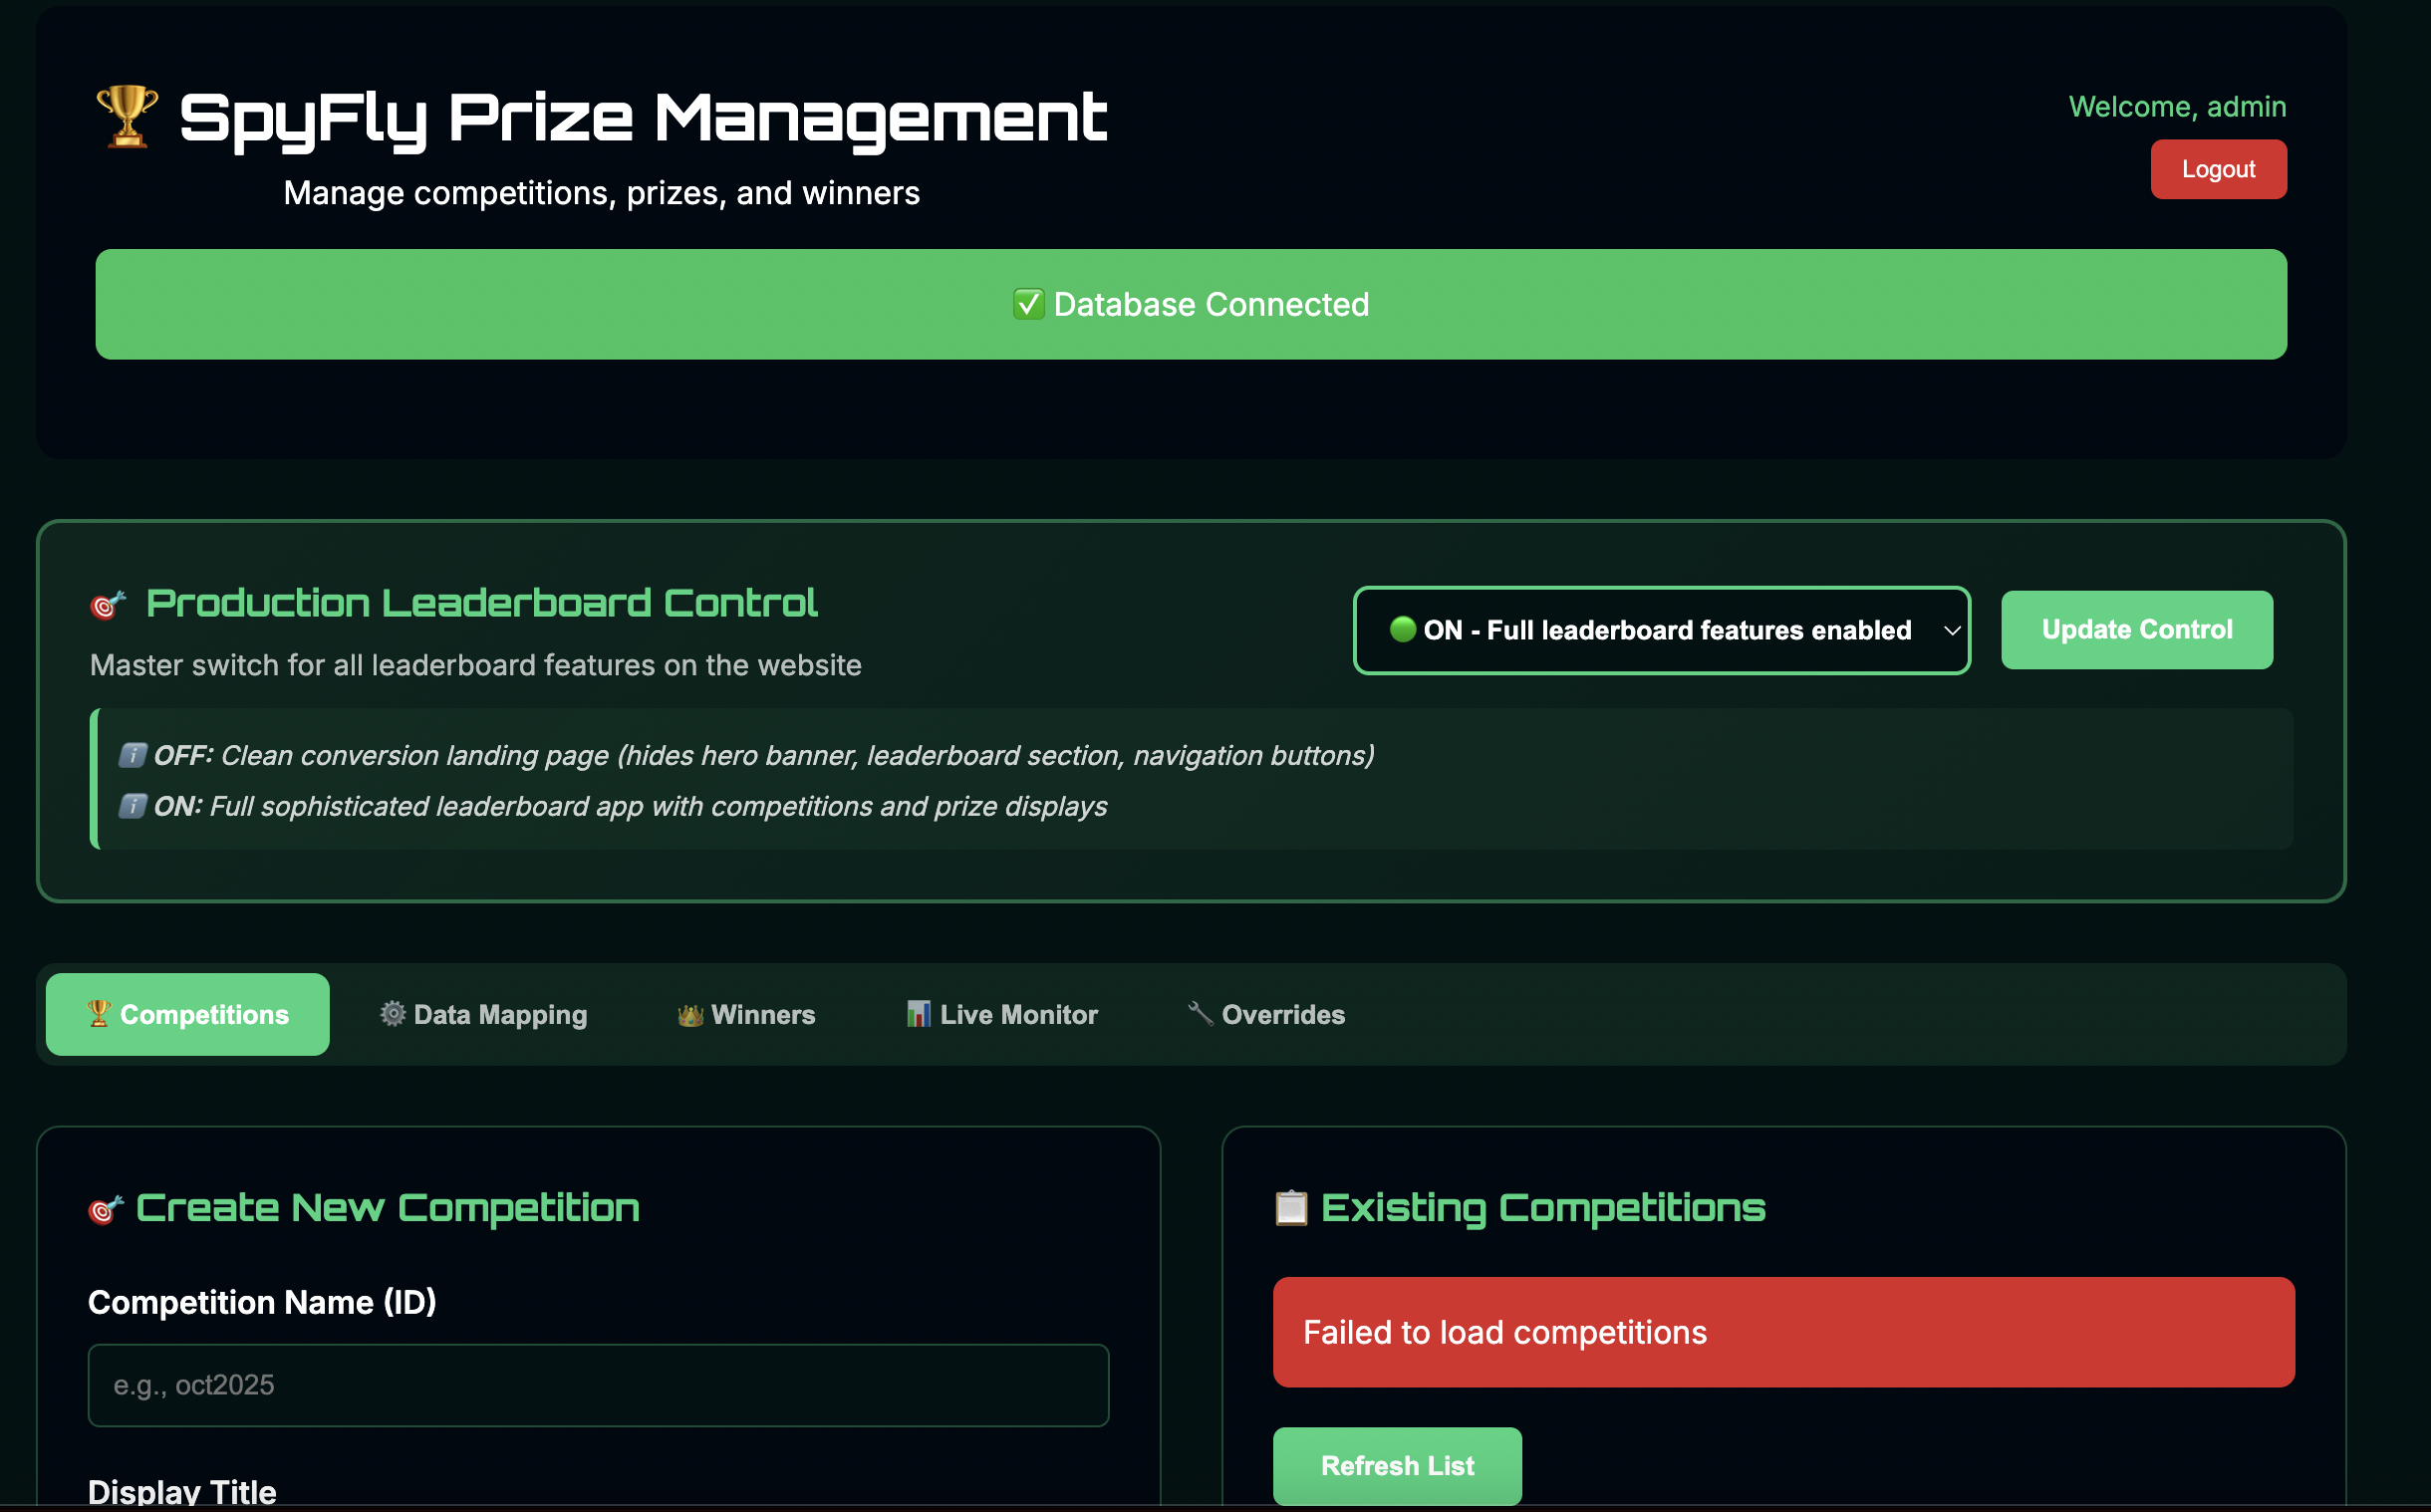 🏆 SpyFly Prize Management
Manage competitions, prizes, and winners
Welcome, admin
Logout
✅ Database Connected
🎯 Production Leaderboard Control
Master switch for all leaderboard features on the website
🟢 ON - Full leaderboard features enabled
Update Control
ℹ️ OFF: Clean conversion landing page (hides hero banner, leaderboard section, navigation buttons)
ℹ️ ON: Full sophisticated leaderboard app with competitions and prize displays
🏆 Competitions
⚙️ Data Mapping
👑 Winners
📊 Live Monitor
🔧 Overrides
🎯 Create New Competition
Competition Name (ID)
e.g., oct2025
Display Title
📋 Existing Competitions
Failed to load competitions
Refresh List